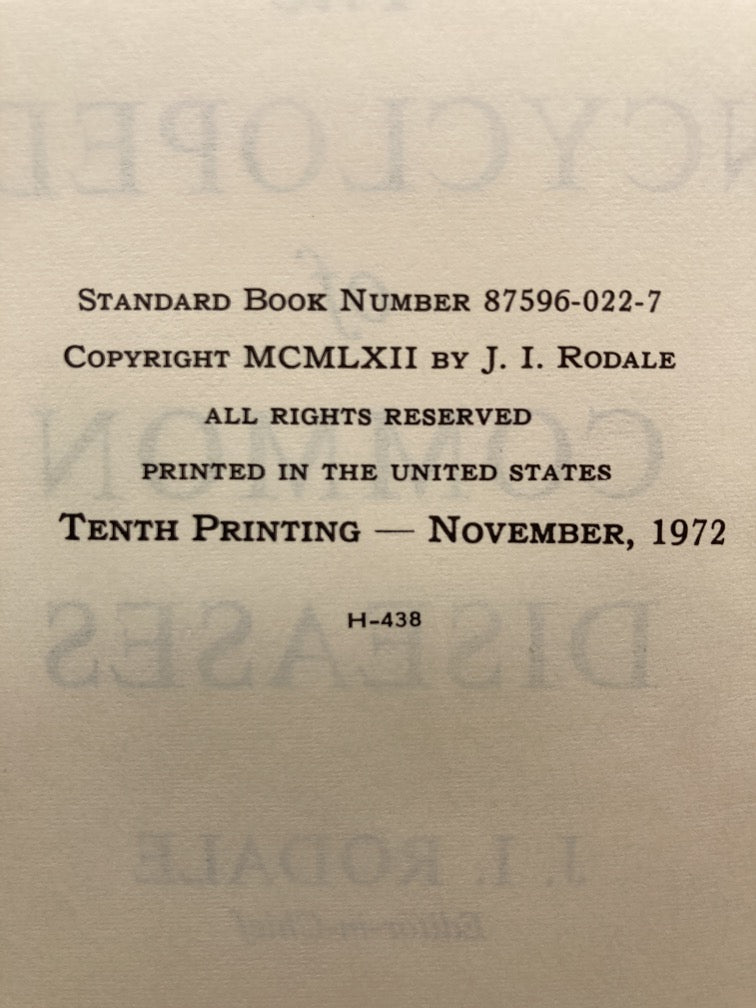 STANDARD BOOK NUMBER 87596-022-7
COPYRIGHT MCMLXII BY J. I. RODALE
ALL RIGHTS RESERVED
PRINTED IN THE UNITED STATES
TENTH PRINTING — NOVEMBER, 1972
H-438